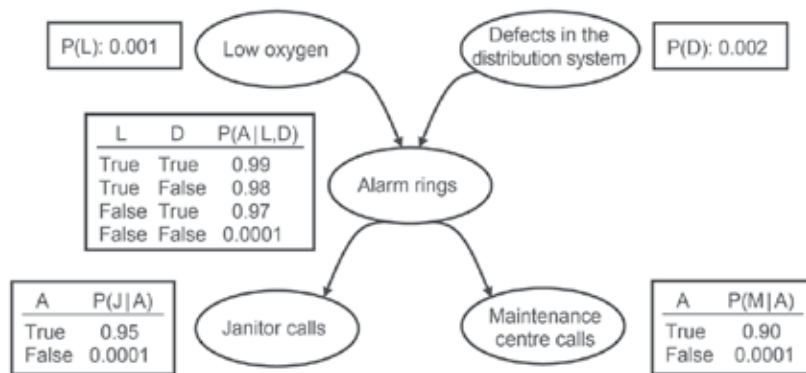 P(L): 0.001
Low oxygen
Defects in the
distribution system
P(D): 0.002
L D P(A|L,D)
True True 0.99
True False 0.98
False True 0.97
False False 0.0001
Alarm rings
A P(J|A)
True 0.95
False 0.0001
Janitor calls
Maintenance
centre calls
A P(M|A)
True 0.90
False 0.0001